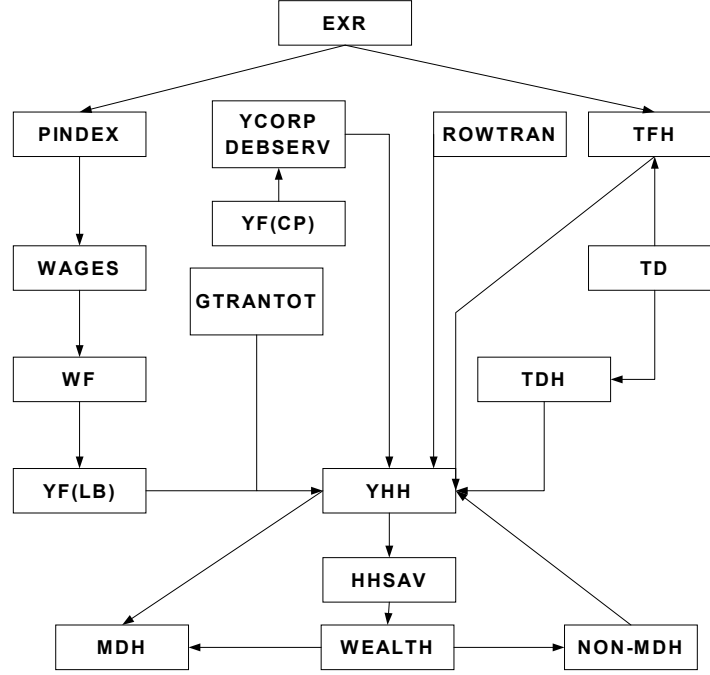 EXR
PINDEX
YCORP
DEBSERV
ROWTRAN
TFH
YF(CP)
WAGES
TD
GTRANTOT
WF
TDH
YF(LB)
YHH
HHSAV
MDH
WEALTH
NON-MDH